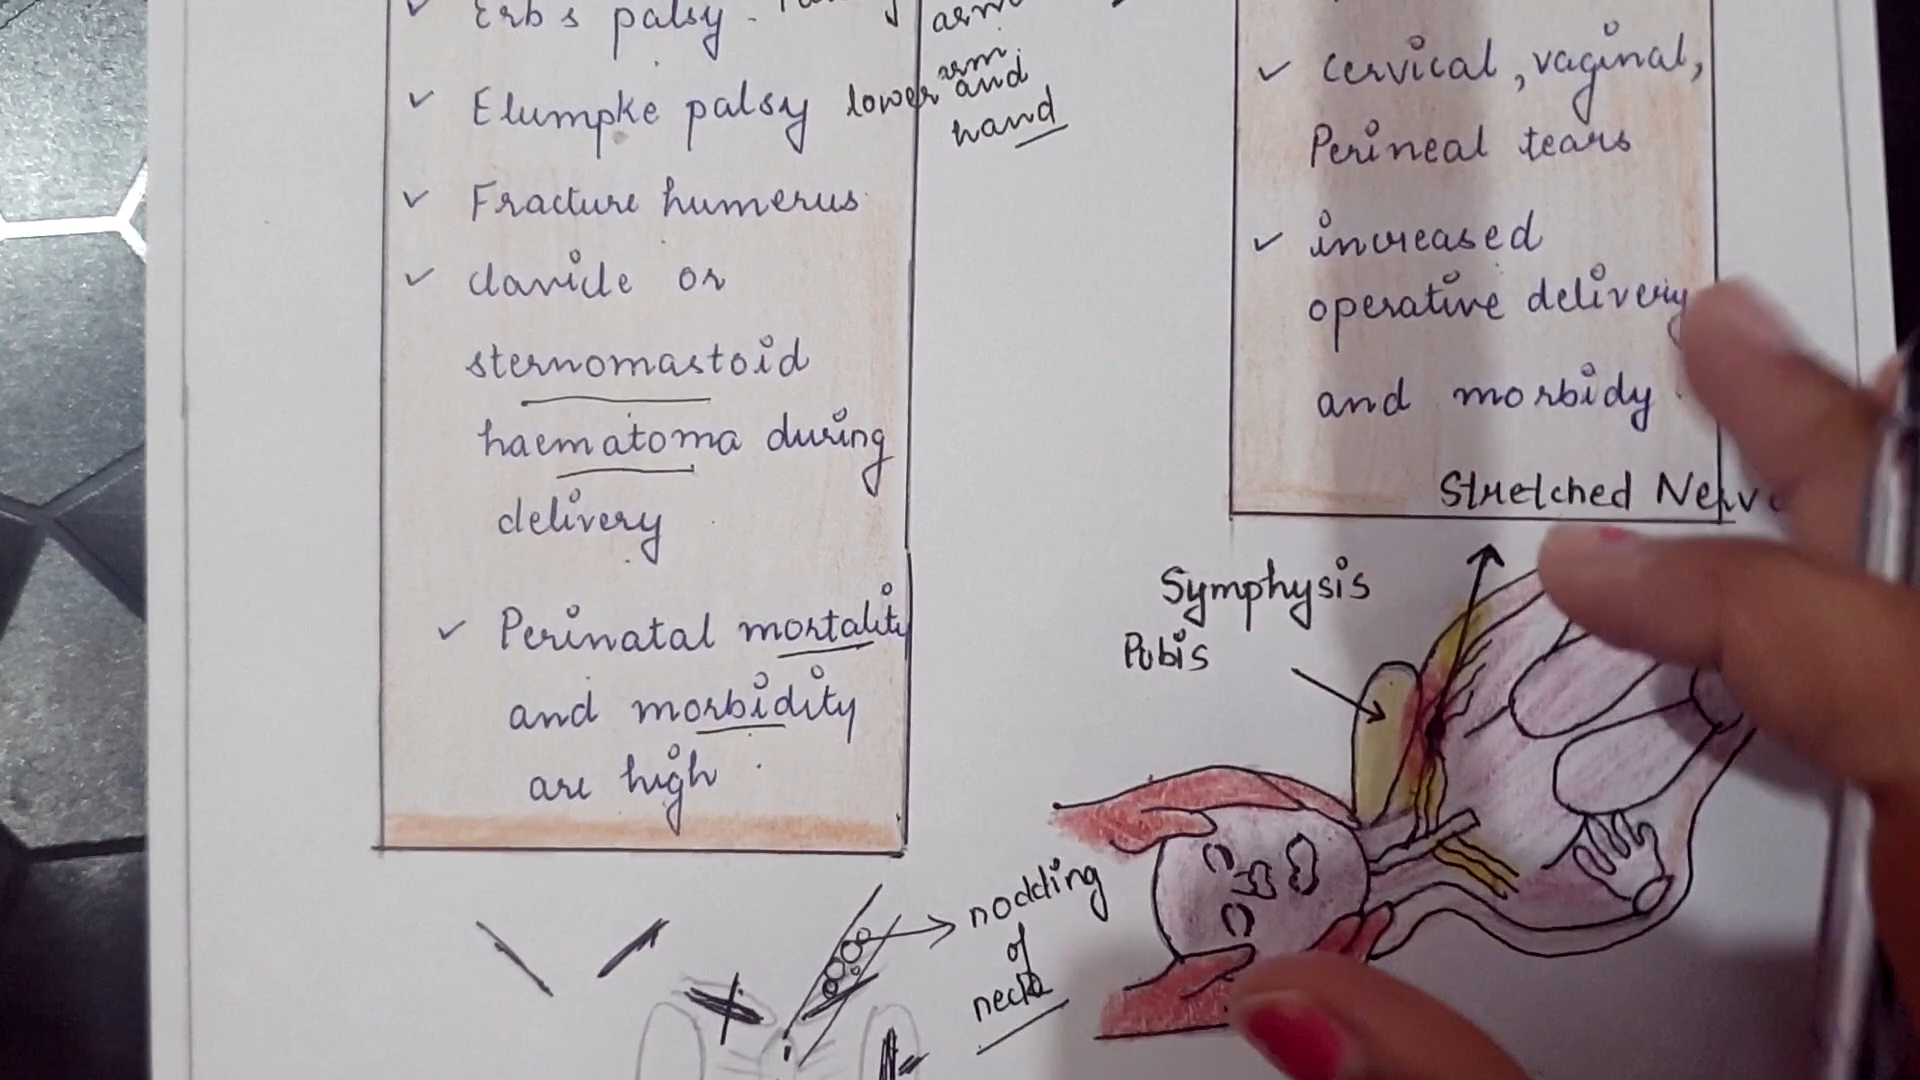 ✓ Erb's palsy -
arm
✓ Elumpke palsy lower arm and
hand
✓ Fracture humerus
✓ clavicle or
sternomastoid
haematoma during
delivery
✓ Perinatal mortality
and morbidity
are high
✓ cervical, vaginal,
Perineal tears
✓ increased
operative delivery
and morbidy
Stretched Nerve
Symphysis
Pubis
nodding
of
neck